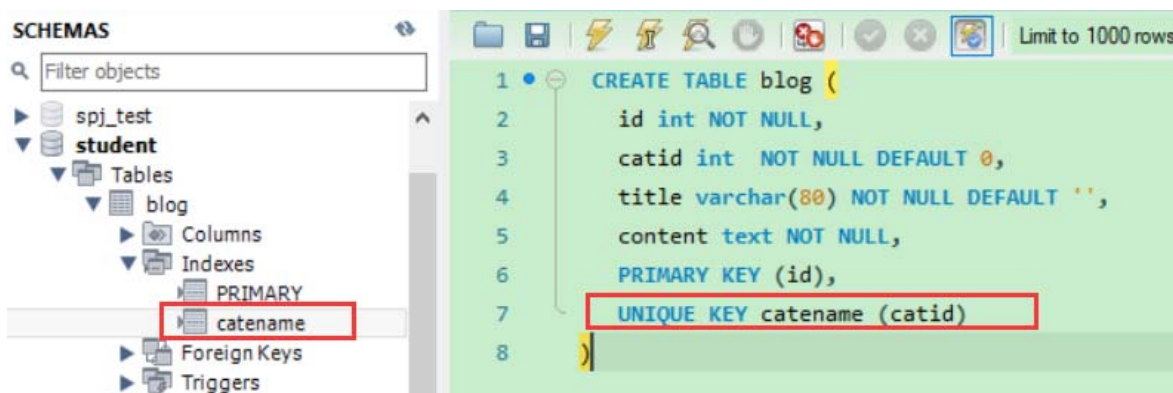 SCHEMAS
Filter objects
spj_test
student
Tables
blog
Columns
Indexes
PRIMARY
catename
Foreign Keys
Triggers
Limit to 1000 rows
1 CREATE TABLE blog (
2 id int NOT NULL,
3 catid int  NOT NULL DEFAULT 0,
4 title varchar(80) NOT NULL DEFAULT '',
5 content text NOT NULL,
6 PRIMARY KEY (id),
7 UNIQUE KEY catename (catid)
8 )